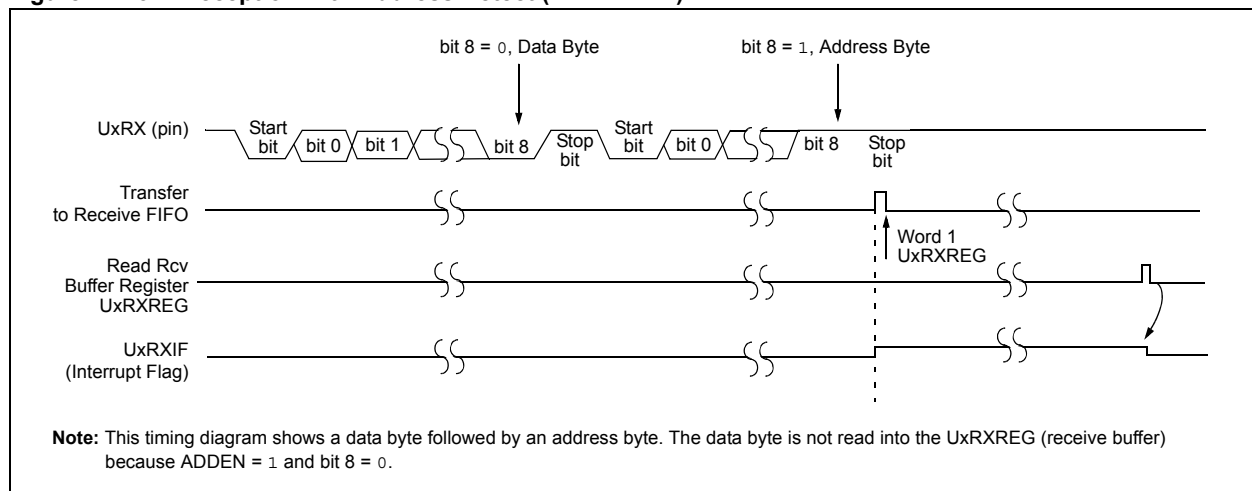 bit 8 = 0, Data Byte
bit 8 = 1, Address Byte
UxRX (pin)
Start bit
bit 0
bit 1
bit 8
Stop bit
Start bit
bit 0
bit 8
Stop bit
Transfer
to Receive FIFO
Word 1
UxRXREG
Read Rcv
Buffer Register
UxRXREG
UxRXIF
(Interrupt Flag)
Note: This timing diagram shows a data byte followed by an address byte. The data byte is not read into the UxRXREG (receive buffer)
because ADDEN = 1 and bit 8 = 0.